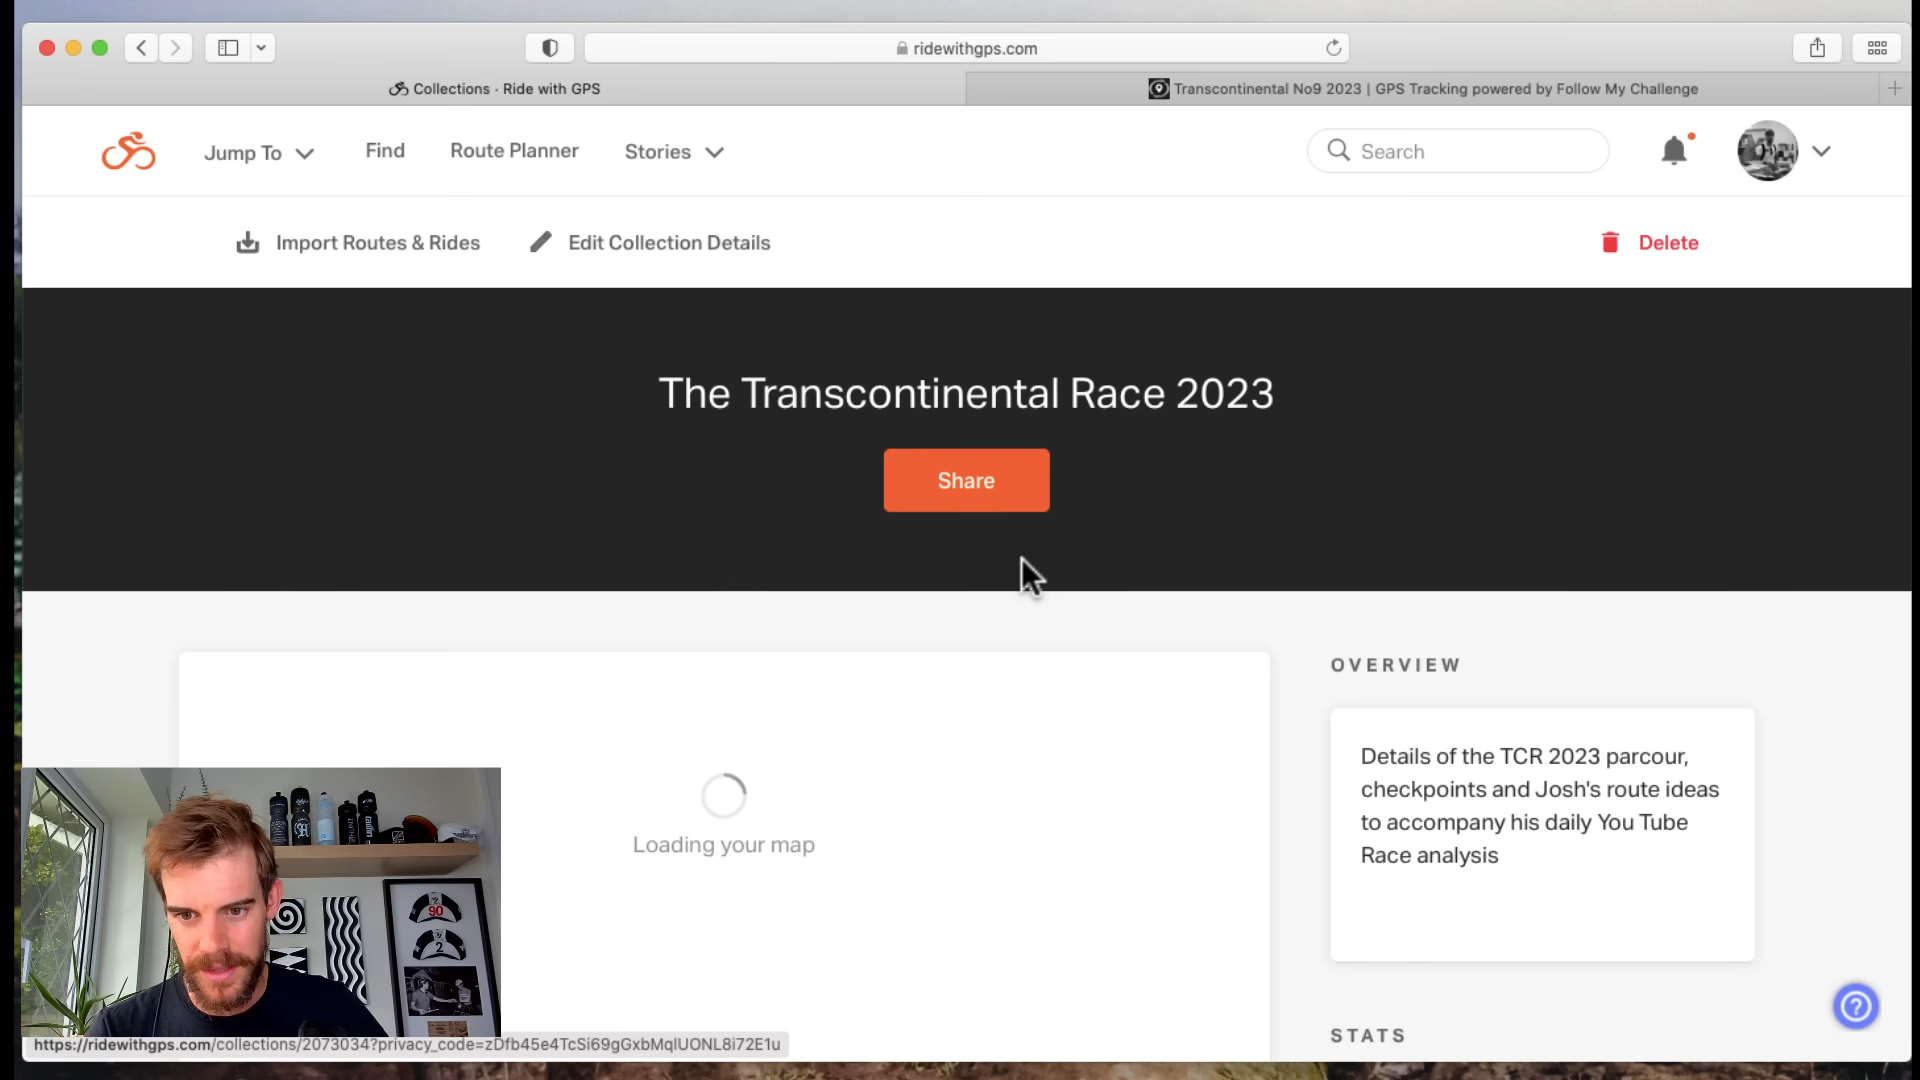 ridewithgps.com
Collections · Ride with GPS
Transcontinental No9 2023 | GPS Tracking powered by Follow My Challenge
Jump To
Find
Route Planner
Stories
Search
Import Routes & Rides
Edit Collection Details
Delete
The Transcontinental Race 2023
Share
OVERVIEW
Details of the TCR 2023 parcour,
checkpoints and Josh's route ideas
to accompany his daily You Tube
Race analysis
Loading your map
90
2
STATS
https://ridewithgps.com/collections/2073034?privacy_code=zDfb45e4TcSi69gGxbMqlUONL8i72E1u